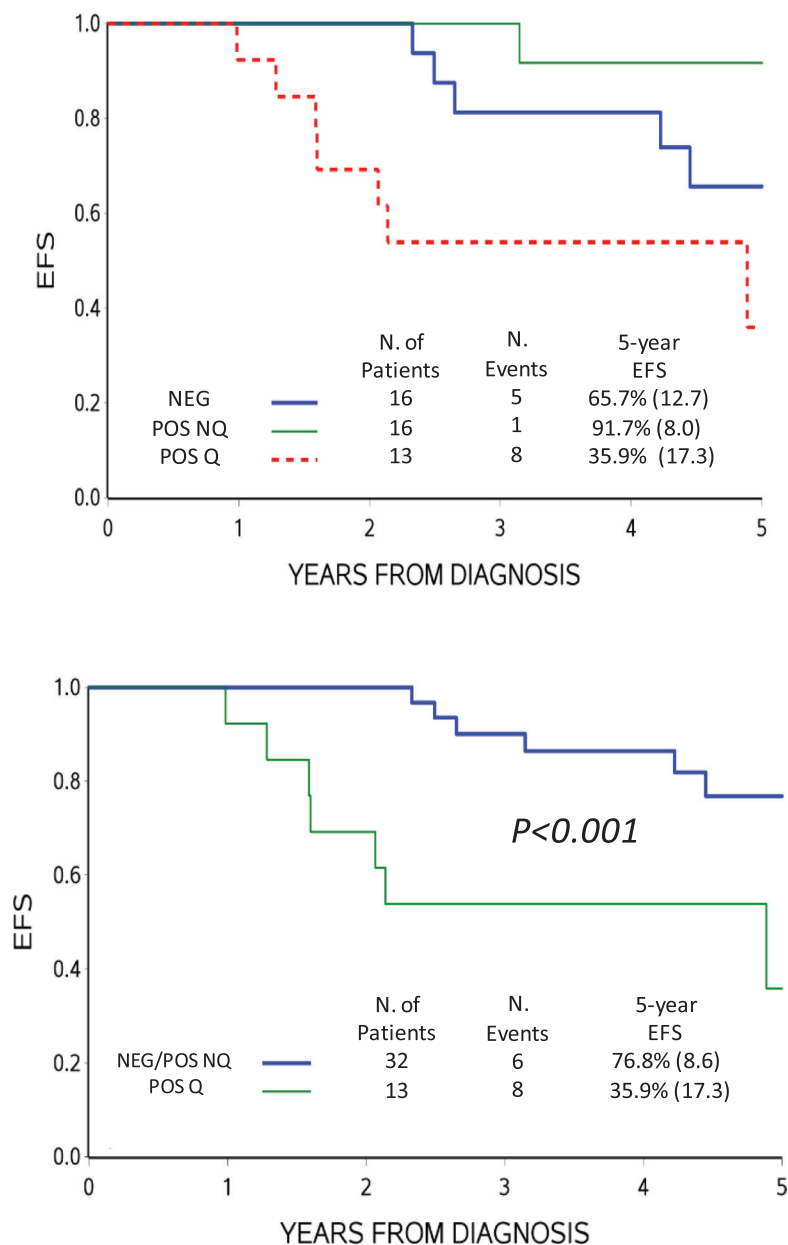 1.0
0.8
0.6
0.4
0.2
0.0
EFS
N. of N. 5-year
Patients Events EFS
NEG 16 5 65.7% (12.7)
POS NQ 16 1 91.7% (8.0)
POS Q 13 8 35.9% (17.3)
0 1 2 3 4 5
YEARS FROM DIAGNOSIS
1.0
0.8
0.6
0.4
0.2
0.0
EFS
P<0.001
N. of N. 5-year
Patients Events EFS
NEG/POS NQ 32 6 76.8% (8.6)
POS Q 13 8 35.9% (17.3)
0 1 2 3 4 5
YEARS FROM DIAGNOSIS